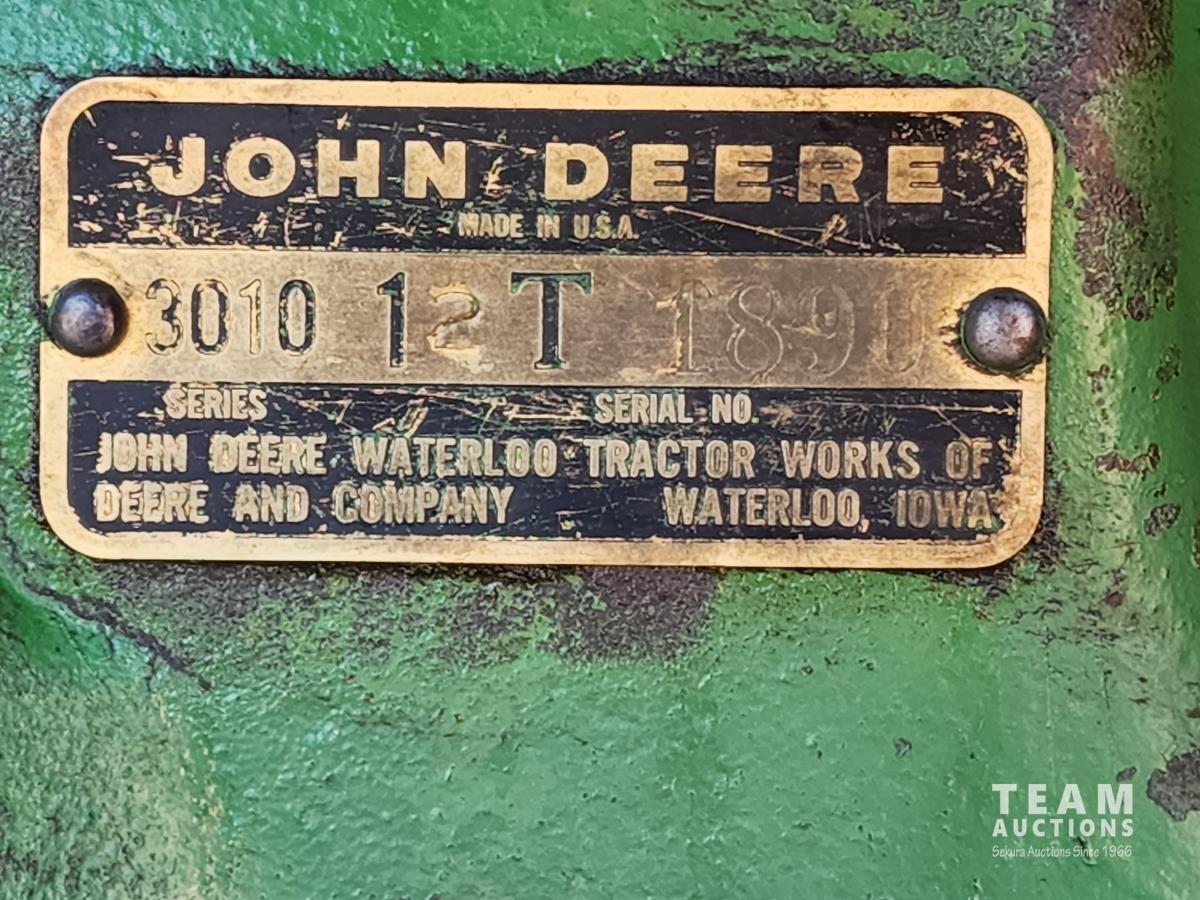 JOHN DEERE
MADE IN U.S.A.
3010 12 T 1890
SERIES SERIAL NO.
JOHN DEERE WATERLOO TRACTOR WORKS OF
DEERE AND COMPANY WATERLOO, IOWA
TEAM
AUCTIONS
Sekura Auctions Since 1966